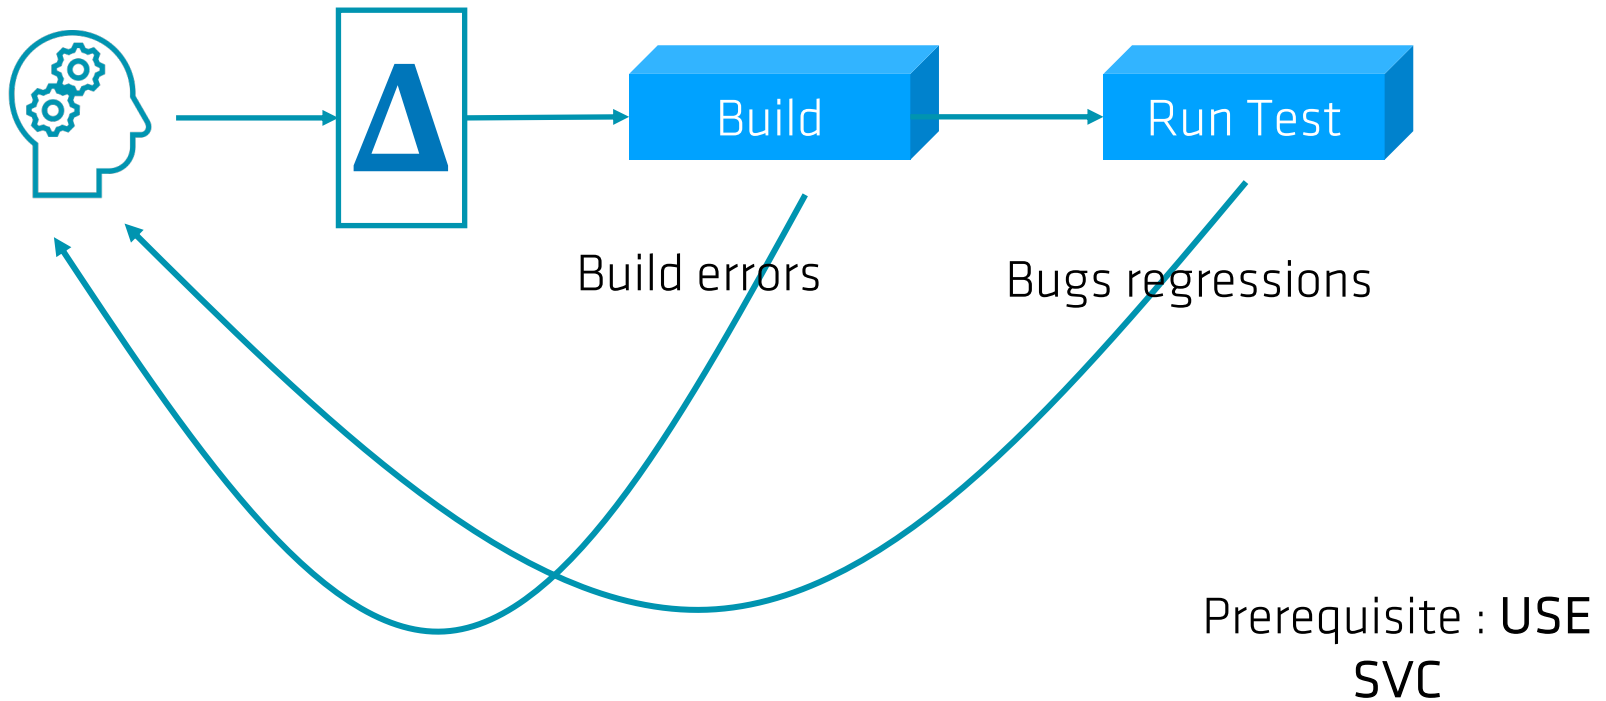 Δ
Build
Run Test
Build errors
Bugs regressions
Prerequisite : USE
SVC